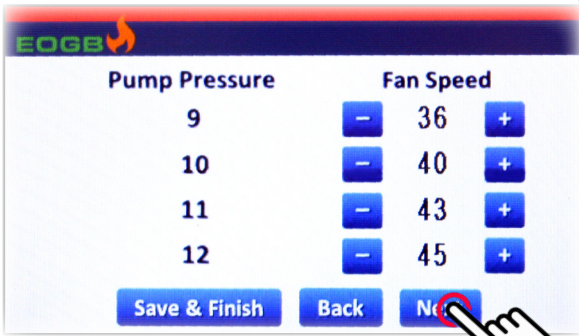 EOGB
Pump Pressure Fan Speed
9 - 36 +
10 - 40 +
11 - 43 +
12 - 45 +
Save & Finish Back